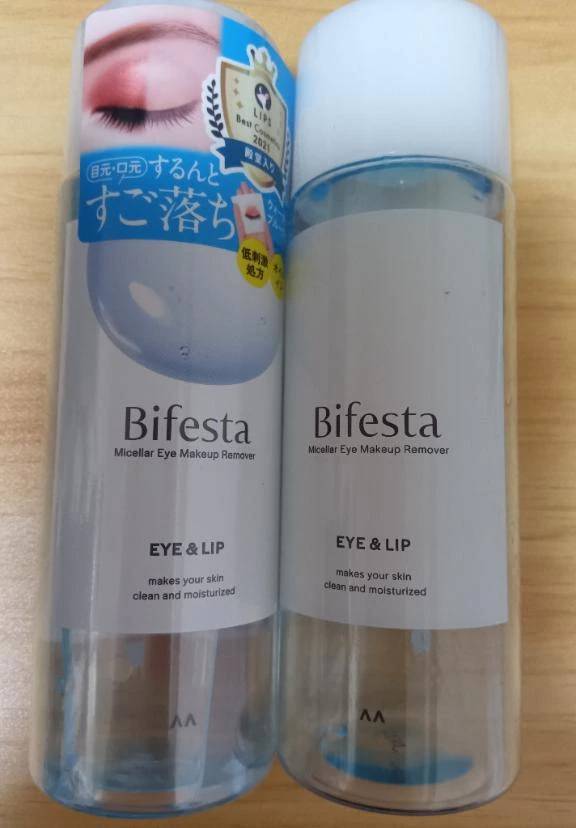 LIPS
Best Cosmetics
2021
殿堂入り
目元・口元 するんと
すご落ち
低刺激
処方
Bifesta
Micellar Eye Makeup Remover
EYE & LIP
makes your skin
clean and moisturized
Bifesta
Micellar Eye Makeup Remover
EYE & LIP
makes your skin
clean and moisturized